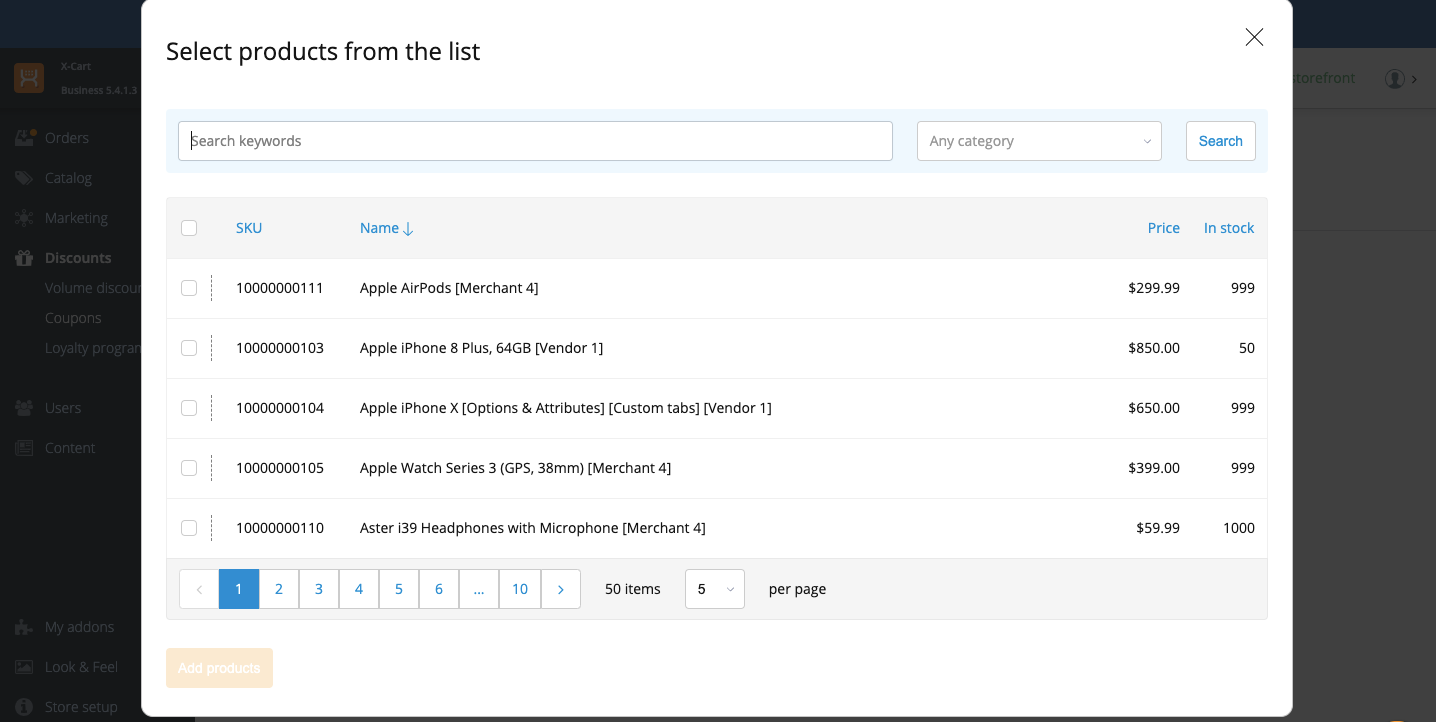 Select products from the list
X-Cart
Business 5.4.1.3
storefront
Orders
Catalog
Marketing
Discounts
Volume discoun
Coupons
Loyalty program
Users
Content
My addons
Look & Feel
Store setup
Search keywords
Any category
Search
SKU Name Price In stock
10000000111 Apple AirPods [Merchant 4] $299.99 999
10000000103 Apple iPhone 8 Plus, 64GB [Vendor 1] $850.00 50
10000000104 Apple iPhone X [Options & Attributes] [Custom tabs] [Vendor 1] $650.00 999
10000000105 Apple Watch Series 3 (GPS, 38mm) [Merchant 4] $399.00 999
10000000110 Aster i39 Headphones with Microphone [Merchant 4] $59.99 1000
1 2 3 4 5 6 ... 10 50 items 5 per page
Add products